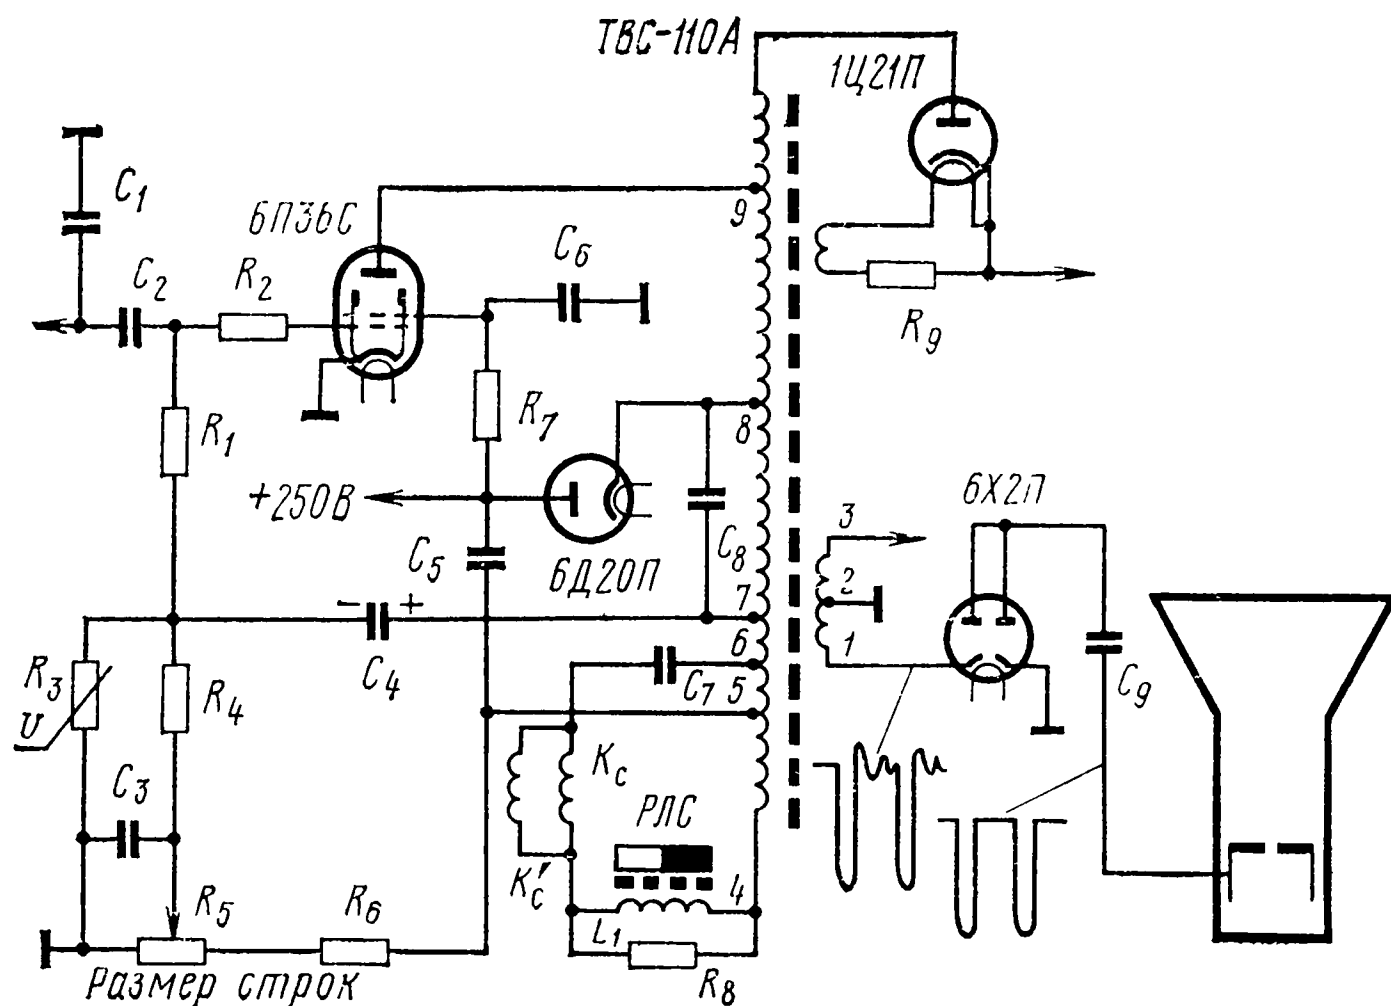 ТВС-110А
1Ц21П
C1
6П36С
9
C6
C2
R2
R9
R1
R7
8
+250В
6Х2П
C5
6Д20П
C8
3
2
7
1
6
R3
U
R4
C4
C7
5
C9
Kc
C3
РЛС
Kc'
4
R5
R6
L1
R8
Размер строк